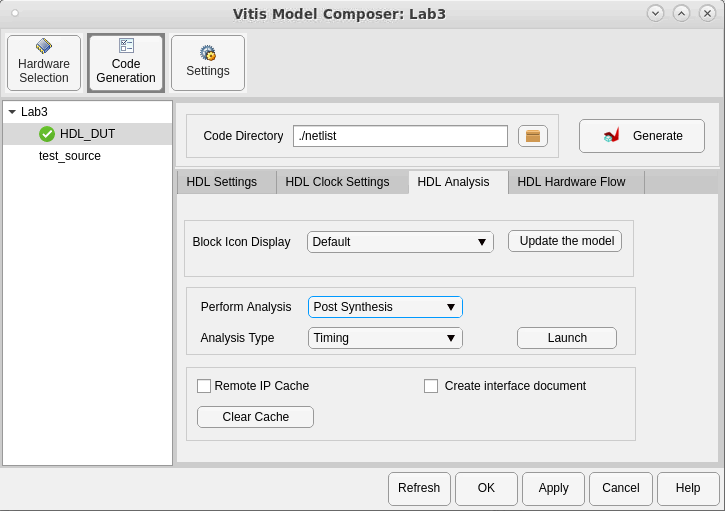 Vitis Model Composer: Lab3
Hardware
Selection
Code
Generation
Settings
Lab3
HDL_DUT
test_source
Code Directory
./netlist
Generate
HDL Settings
HDL Clock Settings
HDL Analysis
HDL Hardware Flow
Block Icon Display
Default
Update the model
Perform Analysis
Post Synthesis
Analysis Type
Timing
Launch
Remote IP Cache
Create interface document
Clear Cache
Refresh
OK
Apply
Cancel
Help